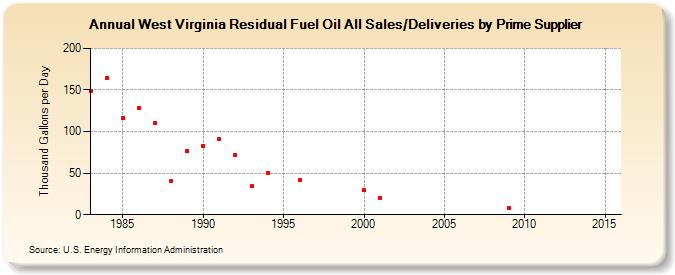 Annual West Virginia Residual Fuel Oil All Sales/Deliveries by Prime Supplier
Thousand Gallons per Day
200
150
100
50
0
1985 1990 1995 2000 2005 2010 2015
Source: U.S. Energy Information Administration